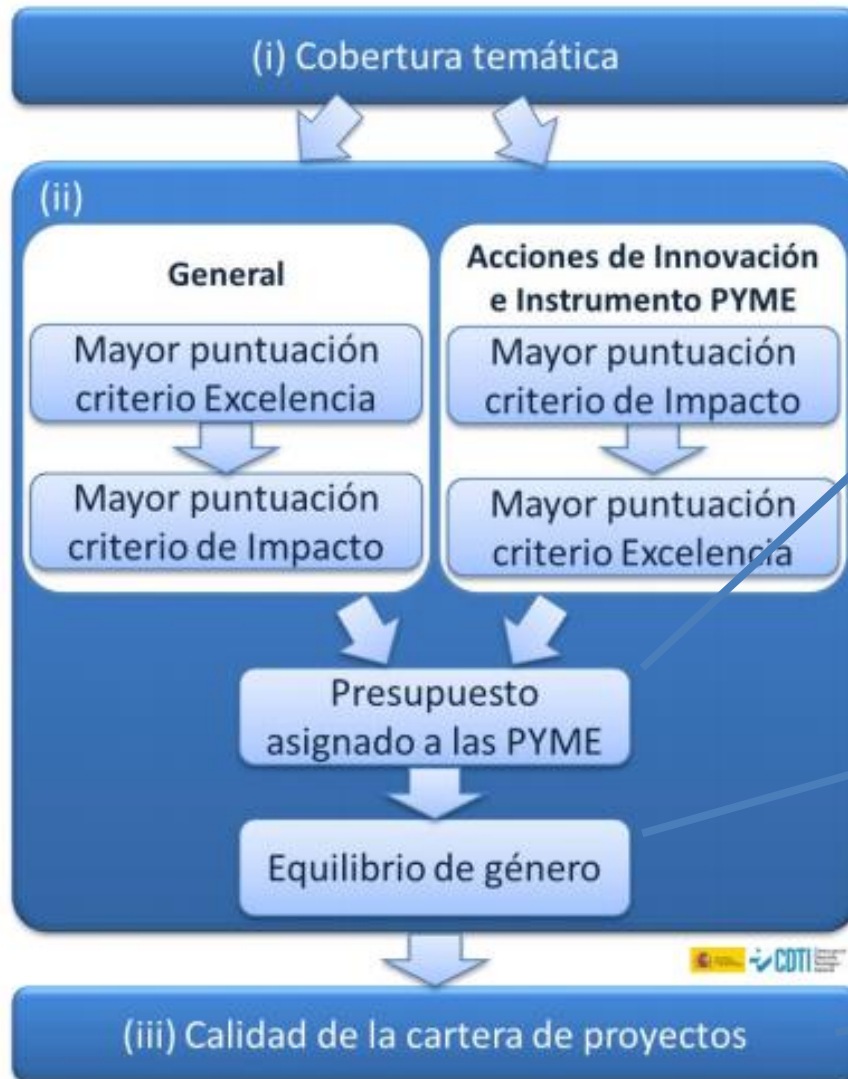 (i) Cobertura temática
(ii)
General
Mayor puntuación
criterio Excelencia
Mayor puntuación
criterio de Impacto
Acciones de Innovación
e Instrumento PYME
Mayor puntuación
criterio de Impacto
Mayor puntuación
criterio Excelencia
Presupuesto
asignado a las PYME
Equilibrio de género
CDTI
(iii) Calidad de la cartera de proyectos